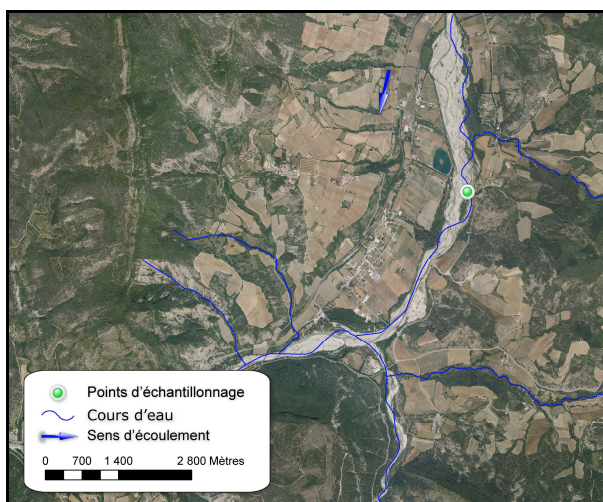 Points d'échantillonnage
Cours d'eau
Sens d'écoulement
0 700 1 400 2 800 Mètres